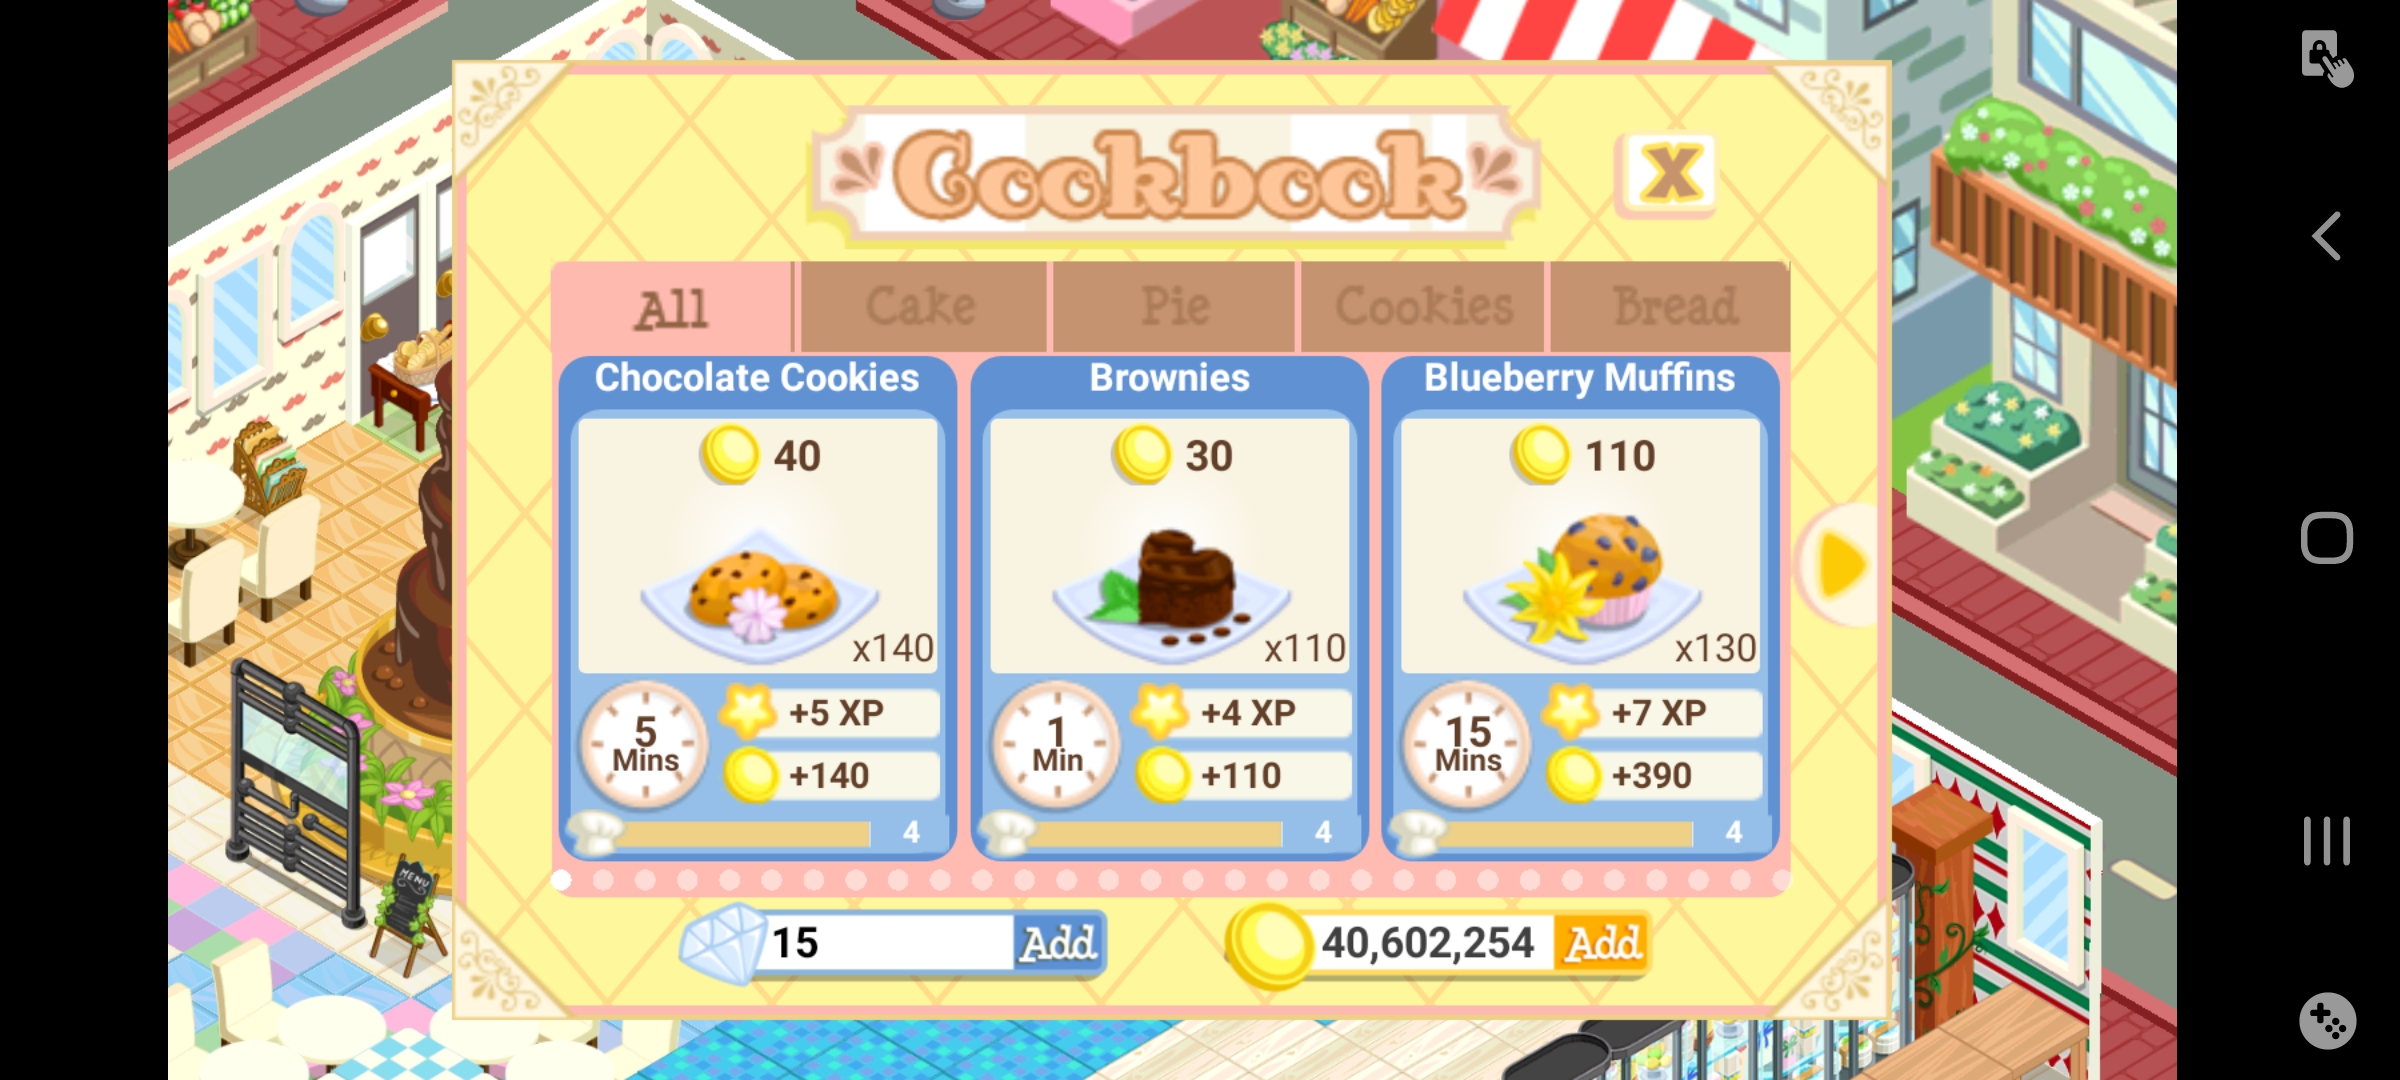 Cookbook
X
All
Cake
Pie
Cookies
Bread
Chocolate Cookies
40
x140
5
Mins
+5 XP
+140
4
Brownies
30
x110
1
Min
+4 XP
+110
4
Blueberry Muffins
110
x130
15
Mins
+7 XP
+390
4
15
Add
40,602,254
Add
MENU